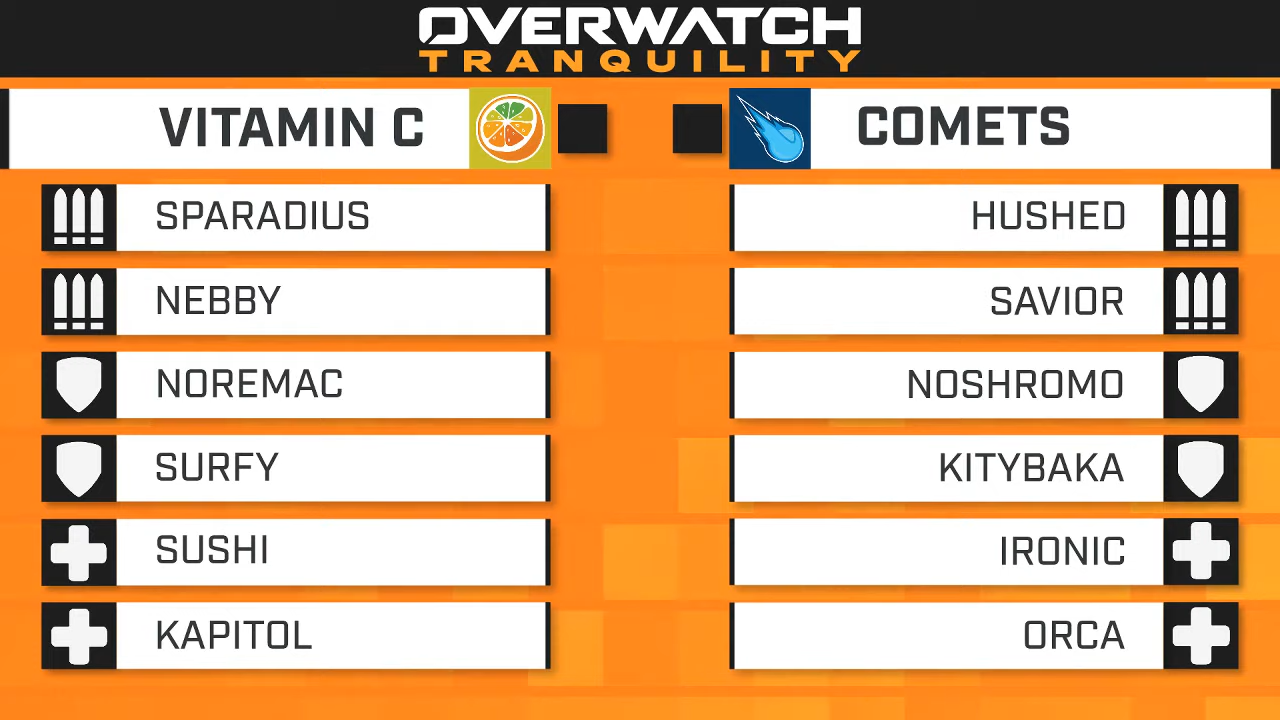 OVERWATCH
TRANQUILITY
VITAMIN C
COMETS
SPARADIUS
HUSHED
NEBBY
SAVIOR
NOREMAC
NOSHROMO
SURFY
KITYBAKA
SUSHI
IRONIC
KAPITOL
ORCA